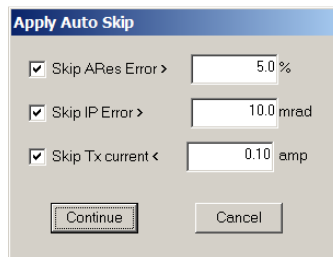 Apply Auto Skip
Skip ARes Error > 5.0 %
Skip IP Error > 10.0 mrad
Skip Tx current < 0.10 amp
Continue Cancel